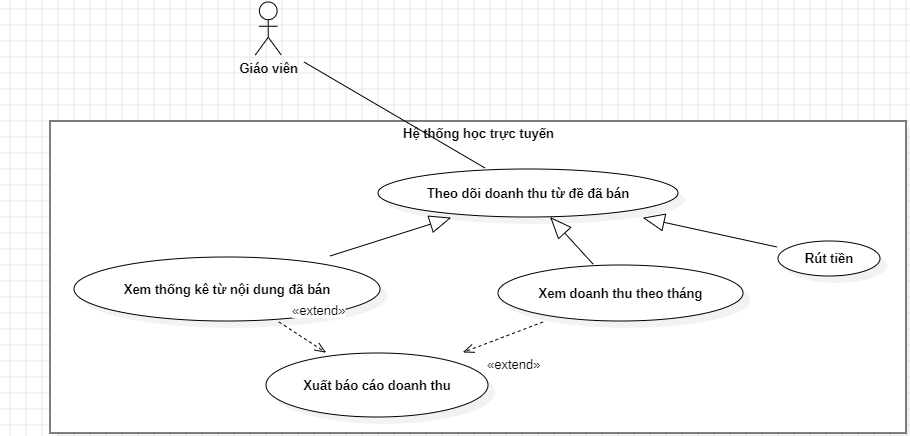 Giáo viên
Hệ thống học trực tuyến
Theo dõi doanh thu từ đề đã bán
Rút tiền
Xem thống kê từ nội dung đã bán
Xem doanh thu theo tháng
«extend»
«extend»
Xuất báo cáo doanh thu